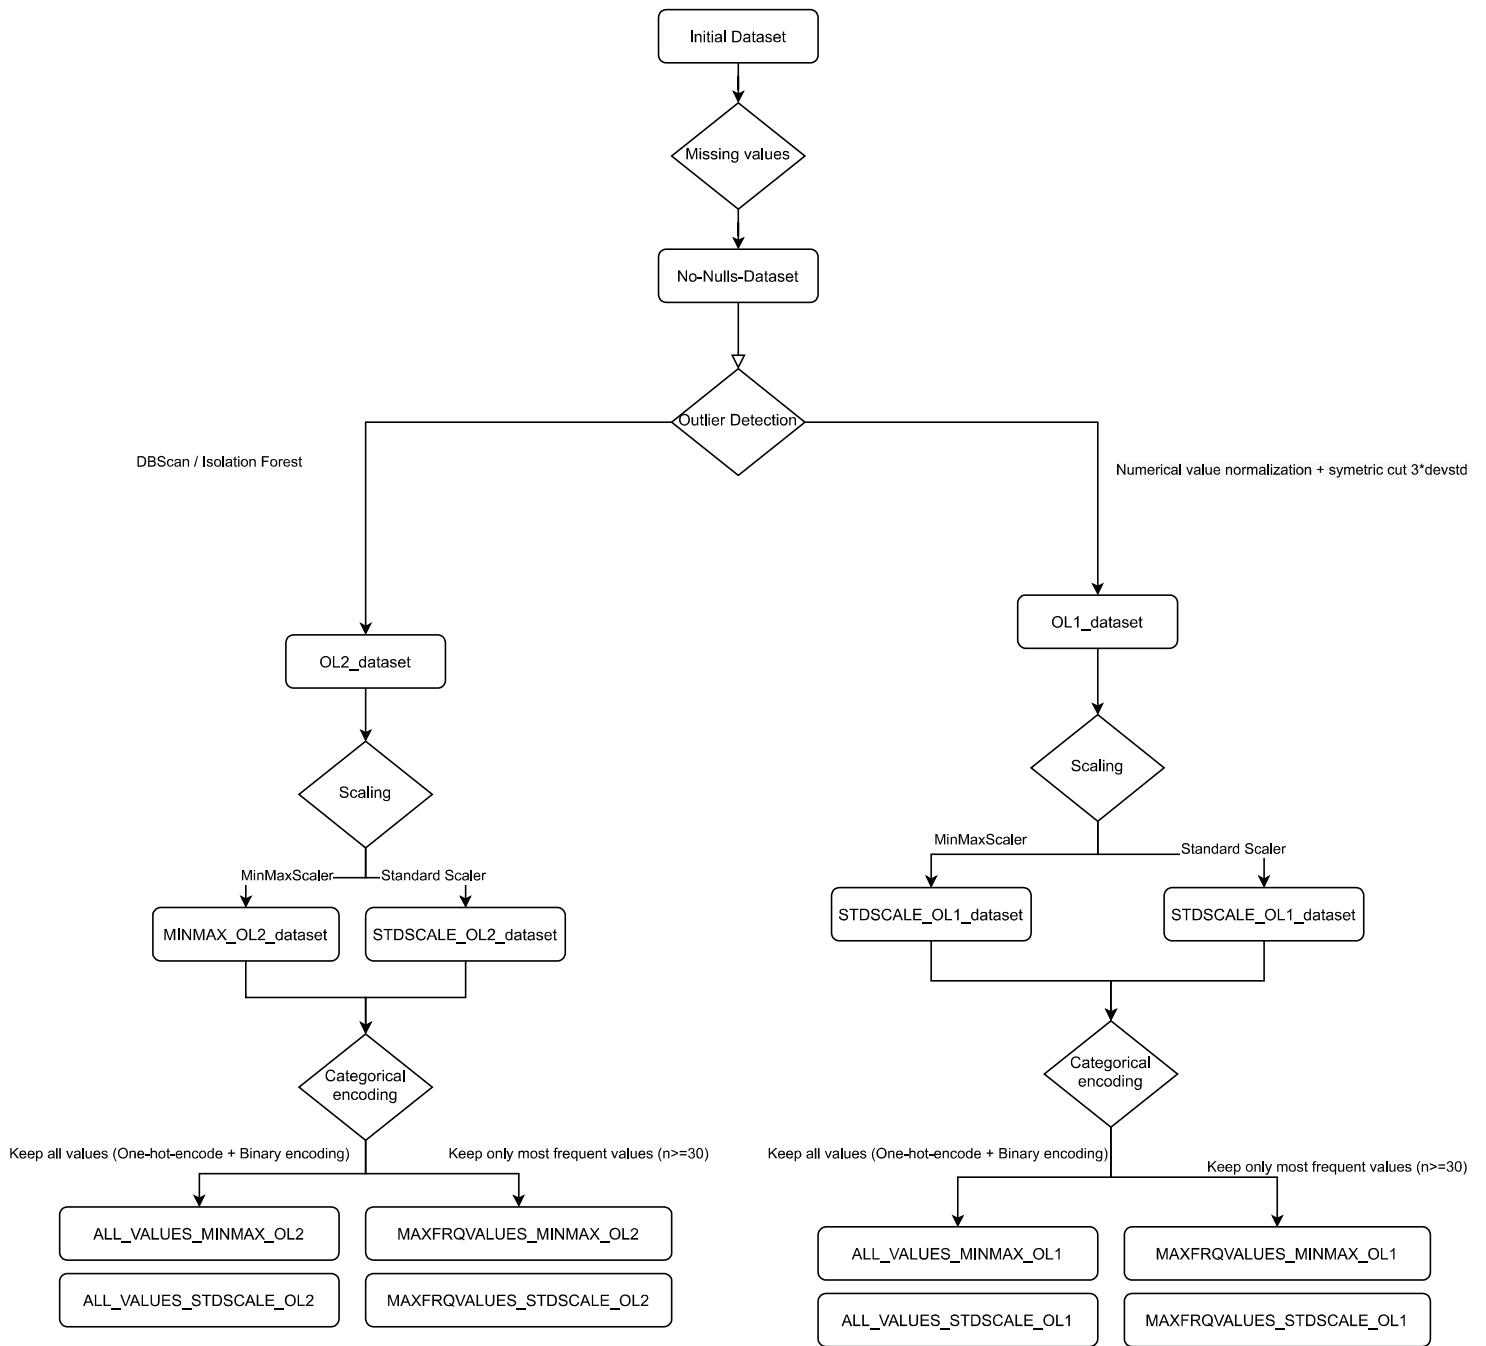 Initial Dataset
Missing values
No-Nulls-Dataset
Outlier Detection
DBScan / Isolation Forest
Numerical value normalization + symetric cut 3*devstd
OL1_dataset
OL2_dataset
Scaling
Scaling
MinMaxScaler
Standard Scaler
MinMaxScaler
Standard Scaler
STDSCALE_OL1_dataset
STDSCALE_OL1_dataset
MINMAX_OL2_dataset
STDSCALE_OL2_dataset
Categorical
encoding
Categorical
encoding
Keep all values (One-hot-encode + Binary encoding)
Keep only most frequent values (n>=30)
Keep all values (One-hot-encode + Binary encoding)
Keep only most frequent values (n>=30)
ALL_VALUES_MINMAX_OL2
MAXFRQVALUES_MINMAX_OL2
ALL_VALUES_MINMAX_OL1
MAXFRQVALUES_MINMAX_OL1
ALL_VALUES_STDSCALE_OL2
MAXFRQVALUES_STDSCALE_OL2
ALL_VALUES_STDSCALE_OL1
MAXFRQVALUES_STDSCALE_OL1